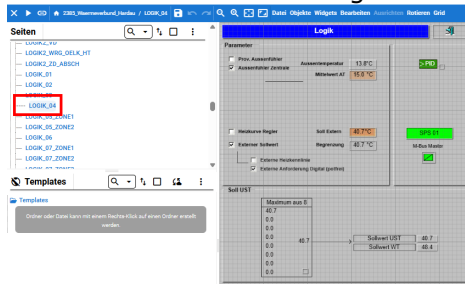 2385_Waermeverbund_Hardau / LOGIK_04
Datei Objekte Widgets Bearbeiten Ausrichten Rotieren Grid
Seiten
LOGIK2_VD
LOGIK2_WRG_OELK_HT
LOGIK2_ZD_ABSCH
LOGIK_01
LOGIK_02
LOGIK_04
LOGIK_05_ZONE1
LOGIK_05_ZONE2
LOGIK_06
LOGIK_07_ZONE1
LOGIK_07_ZONE2
Templates
Templates
Ordner oder Datei kann mit einem Rechts-Klick auf einen Ordner erstellt
werden
Logik
Parameter
Prov. Aussenfühler
Aussenfühler Zentrale
Aussentemperatur 13.8°C
Mittelwert AT 15.0 °C
> PID
Heizkurve Regler
Soll Extern 40.7°C
Externer Sollwert
Begrenzung 40.7 °C
Externe Heizkennlinie
Externe Anforderung Digital (potfrei)
SPS 01
M-Bus Master
Soll UST
Maximum aus 8
40.7
0.0
0.0
0.0
0.0
0.0
0.0
0.0
40.7
Sollwert UST 40.7
Sollwert WT 40.4